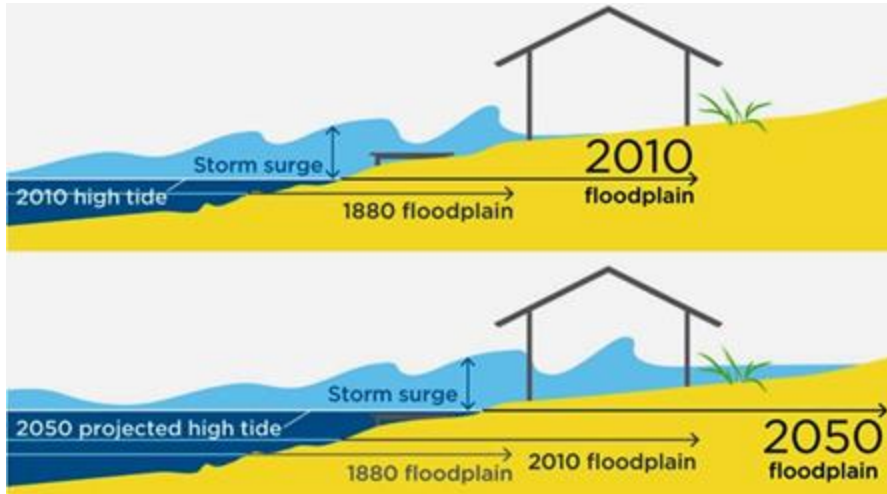 Storm surge
2010
2010 high tide
floodplain
1880 floodplain
Storm surge
2050 projected high tide
2050
1880 floodplain
2010 floodplain
floodplain